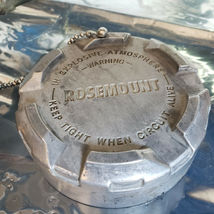 IN EXPLOSIVE ATMOSPHERE
-WARNING-
ROSEMOUNT
KEEP TIGHT WHEN CIRCUIT ALIVE